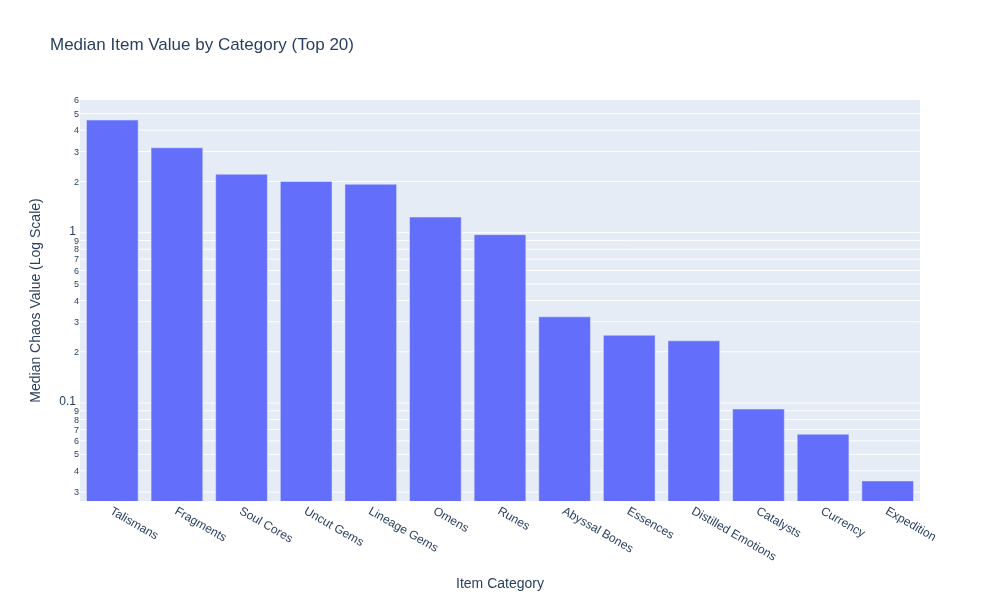 Median Item Value by Category (Top 20)
6
5
4
3
2
1
9
8
7
6
5
4
3
2
0.1
9
8
7
6
5
4
3
Median Chaos Value (Log Scale)
Talismans
Fragments
Soul Cores
Uncut Gems
Lineage Gems
Omens
Runes
Abyssal Bones
Essences
Distilled Emotions
Catalysts
Currency
Expedition
Item Category